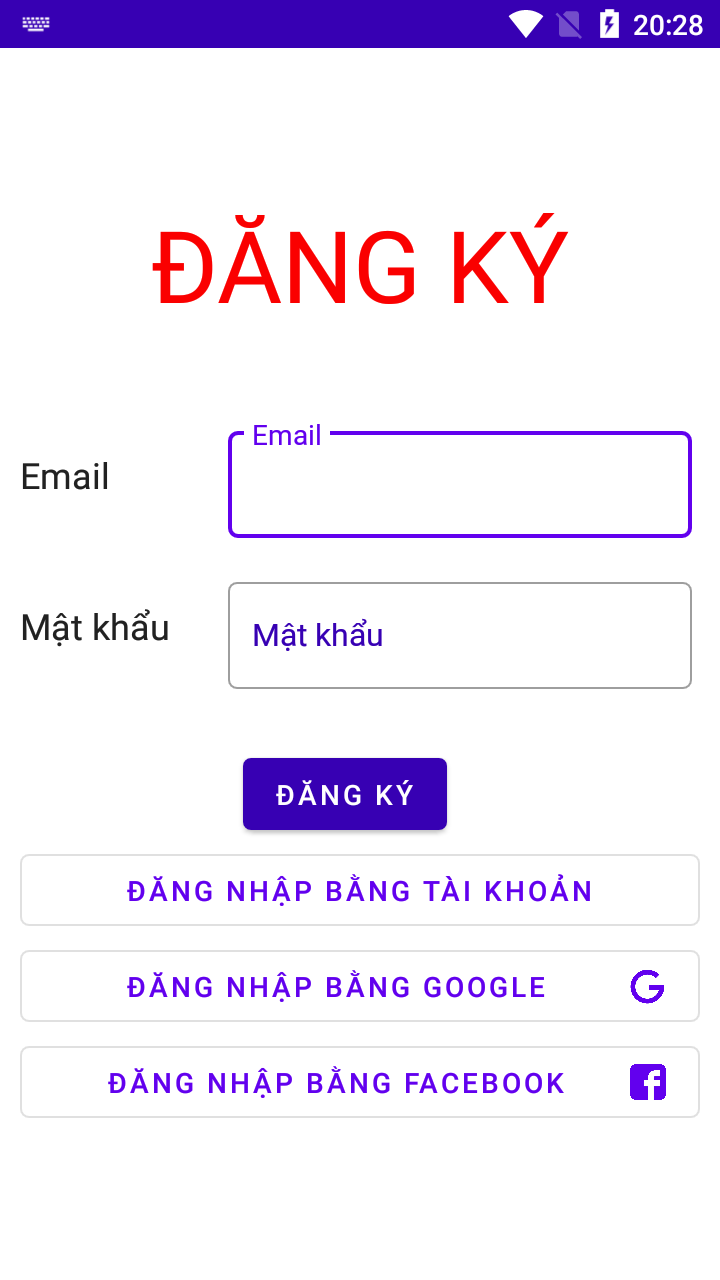 20:28
ĐĂNG KÝ
Email
Email
Mật khẩu
Mật khẩu
ĐĂNG KÝ
ĐĂNG NHẬP BẰNG TÀI KHOẢN
ĐĂNG NHẬP BẰNG GOOGLE
ĐĂNG NHẬP BẰNG FACEBOOK